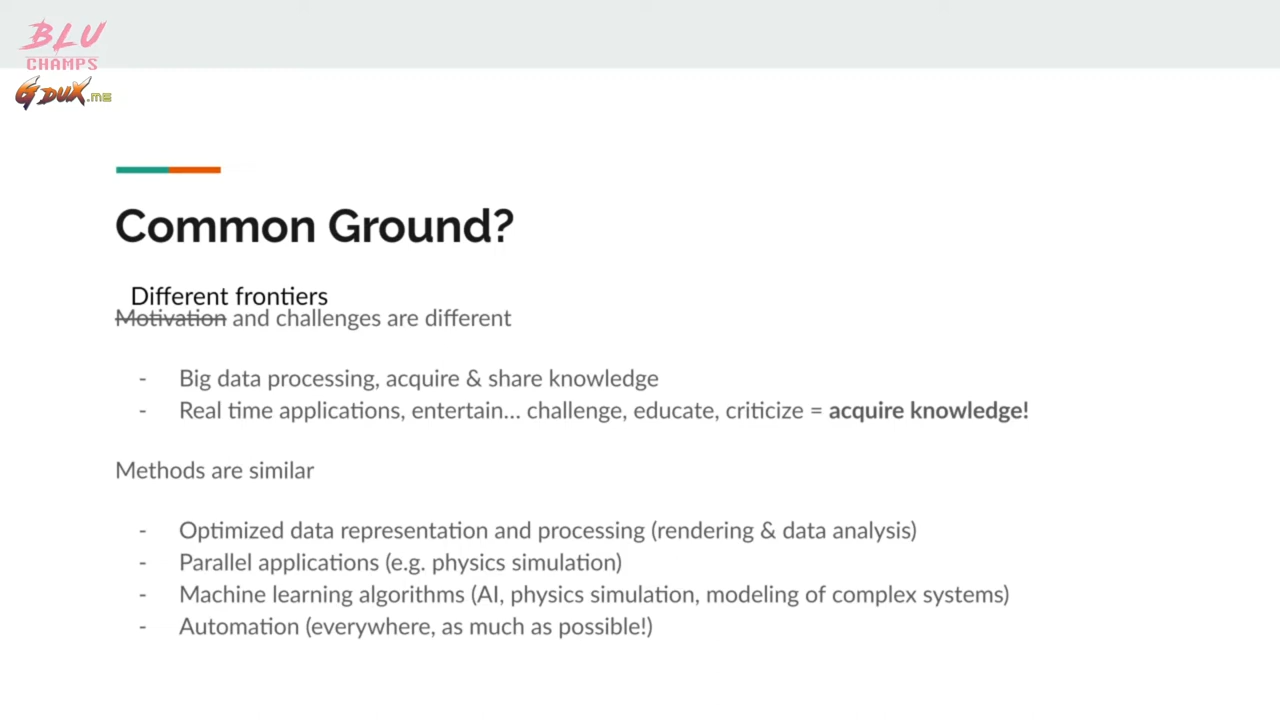 BLU
CHAMPS
G DUX.ME
Common Ground?
Different frontiers
Motivation and challenges are different
- Big data processing, acquire & share knowledge
- Real time applications, entertain... challenge, educate, criticize = acquire knowledge!
Methods are similar
- Optimized data representation and processing (rendering & data analysis)
- Parallel applications (e.g. physics simulation)
- Machine learning algorithms (AI, physics simulation, modeling of complex systems)
- Automation (everywhere, as much as possible!)